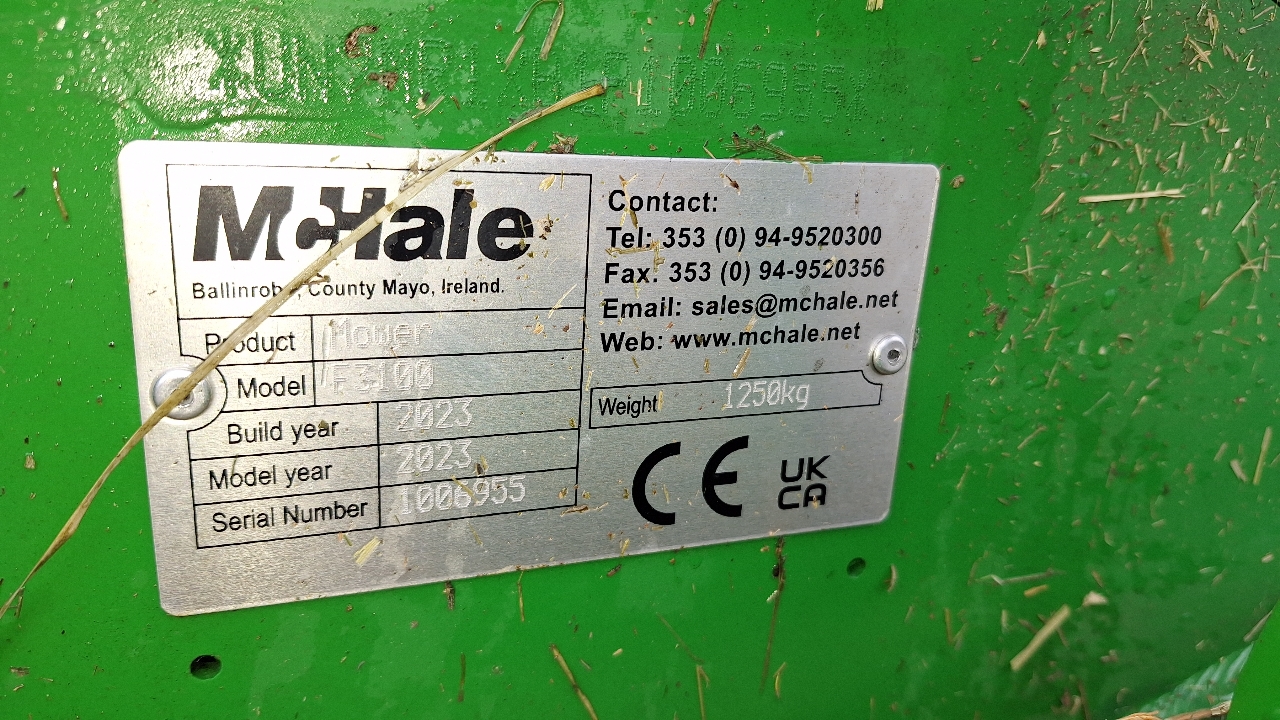 McHale
Ballinrobe, County Mayo, Ireland.
Product Mower
Model F3100
Build year 2023
Model year 2023
Serial Number 1006955
Contact:
Tel: 353 (0) 94-9520300
Fax: 353 (0) 94-9520356
Email: sales@mchale.net
Web: www.mchale.net
Weight 1250kg
CE
UK
CA